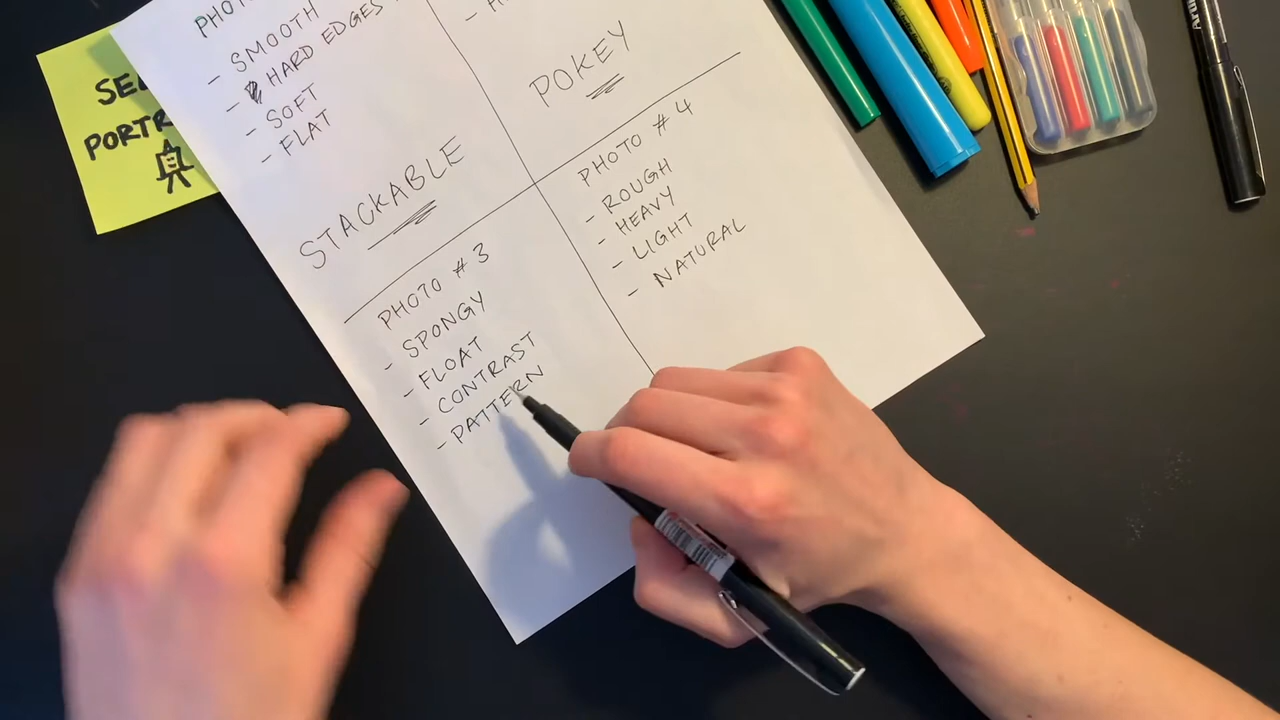 PHOTO
- SMOOTH
- HARD EDGES
- SOFT
- FLAT
STACKABLE
POKEY
PHOTO #3
- SPONGY
- FLOAT
- CONTRAST
- PATTERN
PHOTO #4
- ROUGH
- HEAVY
- LIGHT
- NATURAL